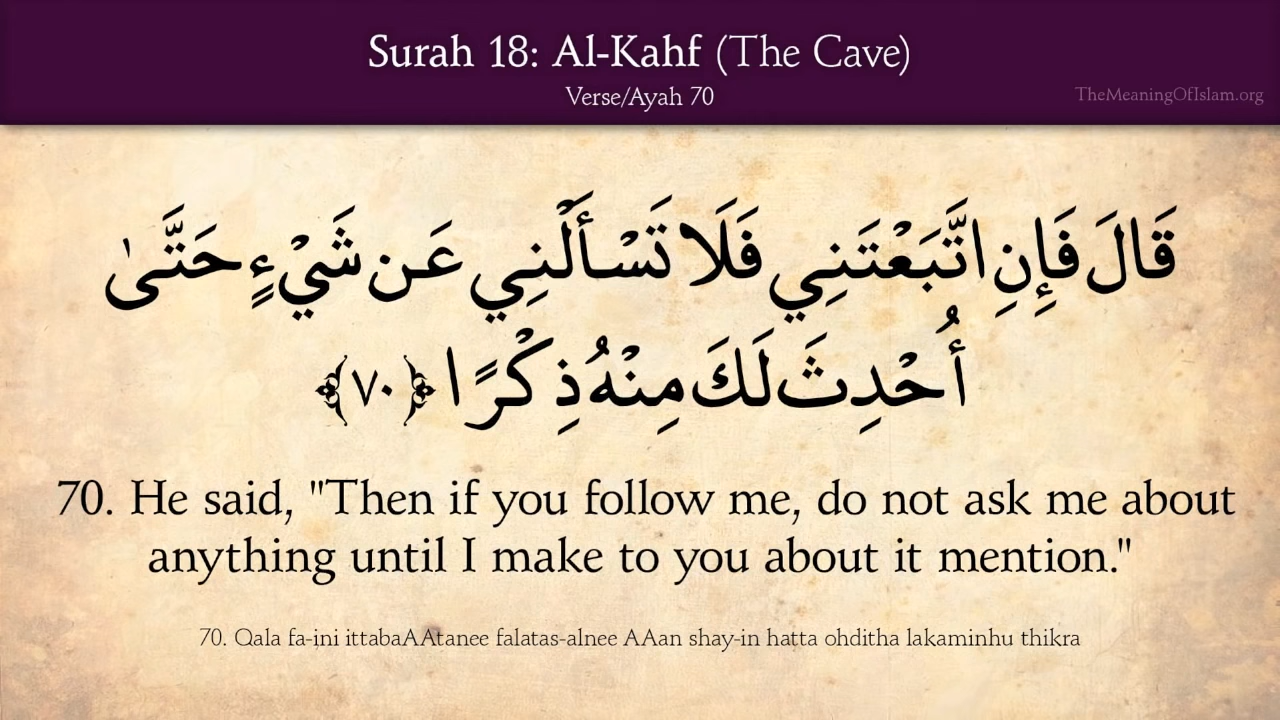 Surah 18: Al-Kahf (The Cave)
Verse/Ayah 70
TheMeaningOfIslam.org
قَالَ فَإِنِ اتَّبَعْتَنِي فَلَا تَسْأَلْنِي عَن شَيْءٍ حَتَّىٰ
أُحْدِثَ لَكَ مِنْهُ ذِكْرًا ﴿٧٠﴾
70. He said, "Then if you follow me, do not ask me about
anything until I make to you about it mention."
70. Qala fa-ini ittabaAAtanee falatas-alnee AAan shay-in hatta ohditha lakaminhu thikra